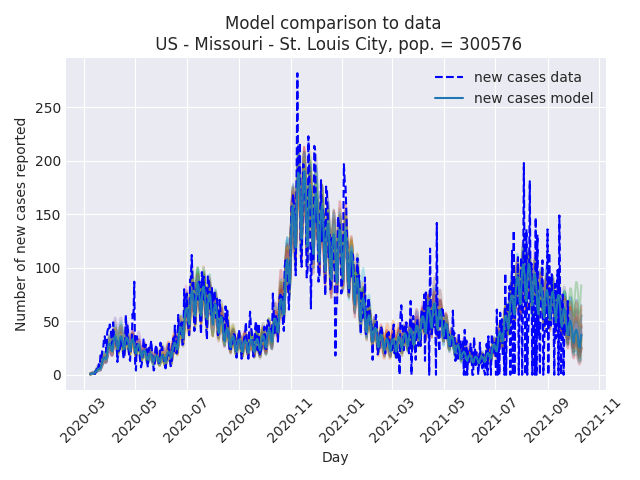 Model comparison to data
US - Missouri - St. Louis City, pop. = 300576
new cases data
new cases model
Number of new cases reported
250
200
150
100
50
0
2020-03
2020-05
2020-07
2020-09
2020-11
2021-01
2021-03
2021-05
2021-07
2021-09
2021-11
Day